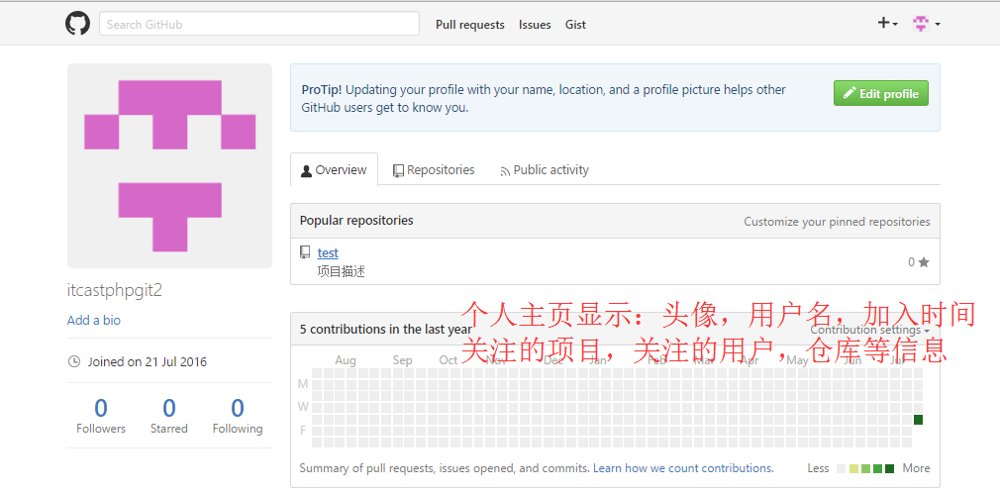 Search GitHub
Pull requests
Issues
Gist
ProTip! Updating your profile with your name, location, and a profile picture helps other
GitHub users get to know you.
Edit profile
Overview
Repositories
Public activity
Popular repositories
Customize your pinned repositories
test
项目描述
0
itcastphpgit2
Add a bio
Joined on 21 Jul 2016
0
Followers
0
Starred
0
Following
个人主页显示：头像，用户名，加入时间
关注的项目，关注的用户，仓库等信息
5 contributions in the last year
Contribution settings
Aug
Sep
Oct
Nov
Dec
Jan
Feb
Mar
Apr
May
Jun
Jul
M
W
F
Summary of pull requests, issues opened, and commits. Learn how we count contributions.
Less
More